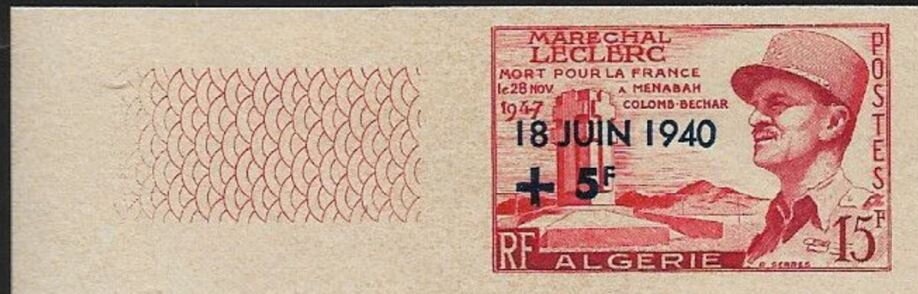 MARECHAL
LECLERC
MORT POUR LA FRANCE
le 28 NOV. A MENABAH
1947 COLOMB-BECHAR
POSTES
18 JUIN 1940
+ 5F
15F
RF ALGERIE
R. SERRES